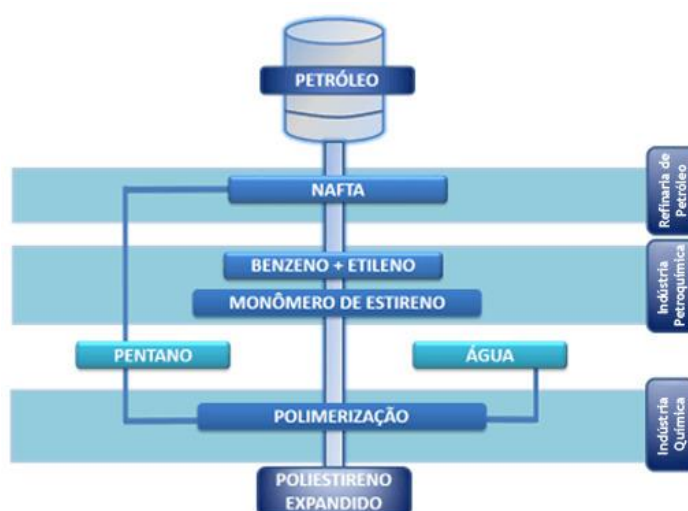 PETRÓLEO
NAFTA
Refinaria de
Petróleo
BENZENO + ETILENO
MONÔMERO DE ESTIRENO
Indústria
Petroquímica
PENTANO
ÁGUA
POLIMERIZAÇÃO
Indústria
Química
POLIESTIRENO
EXPANDIDO